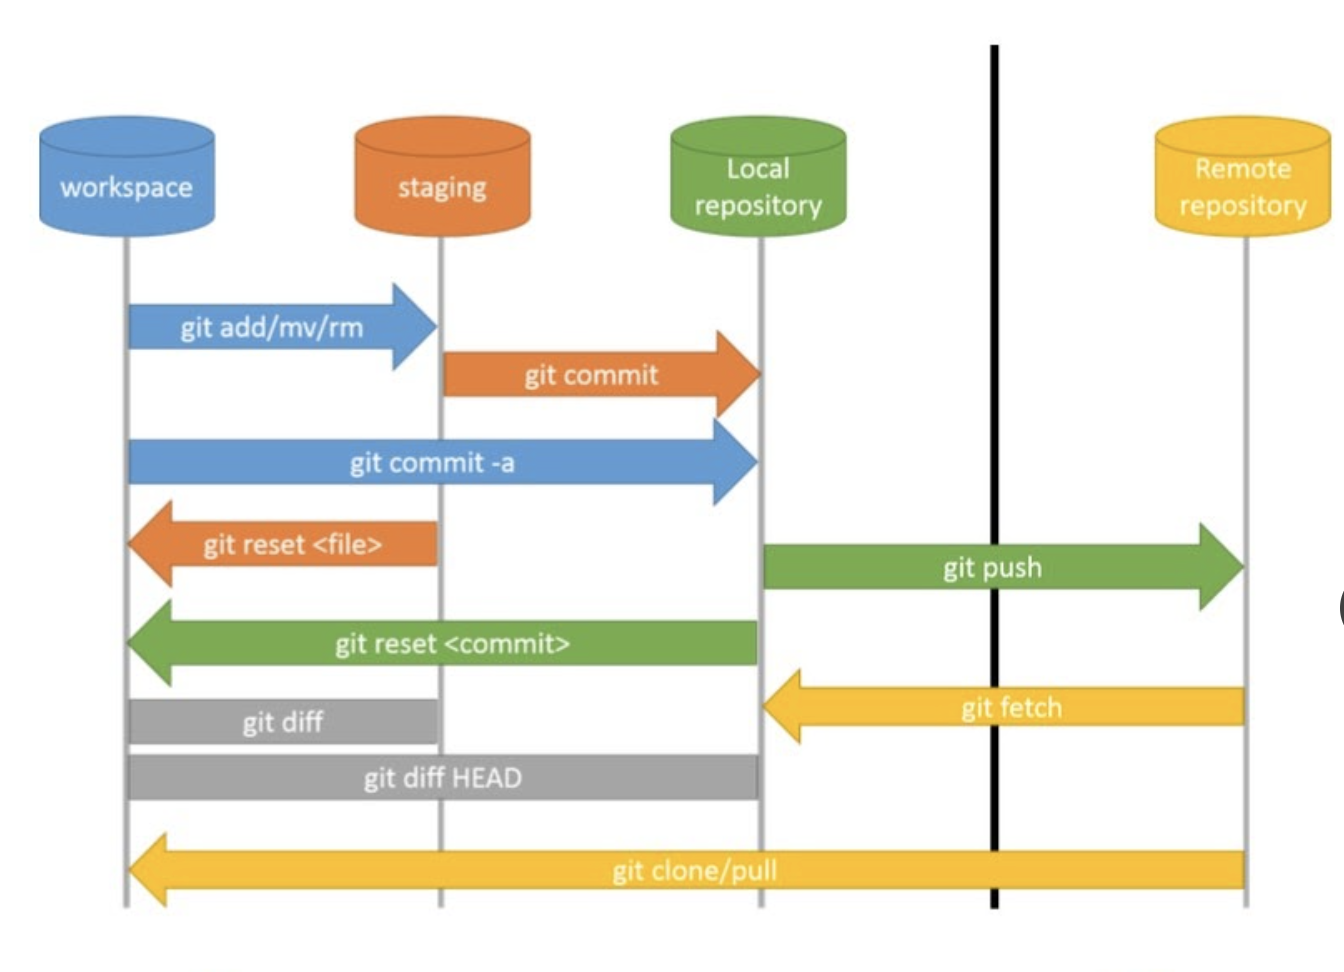 workspace
staging
Local
repository
Remote
repository
git add/mv/rm
git commit
git commit -a
git reset <file>
git push
git reset <commit>
git fetch
git diff
git diff HEAD
git clone/pull